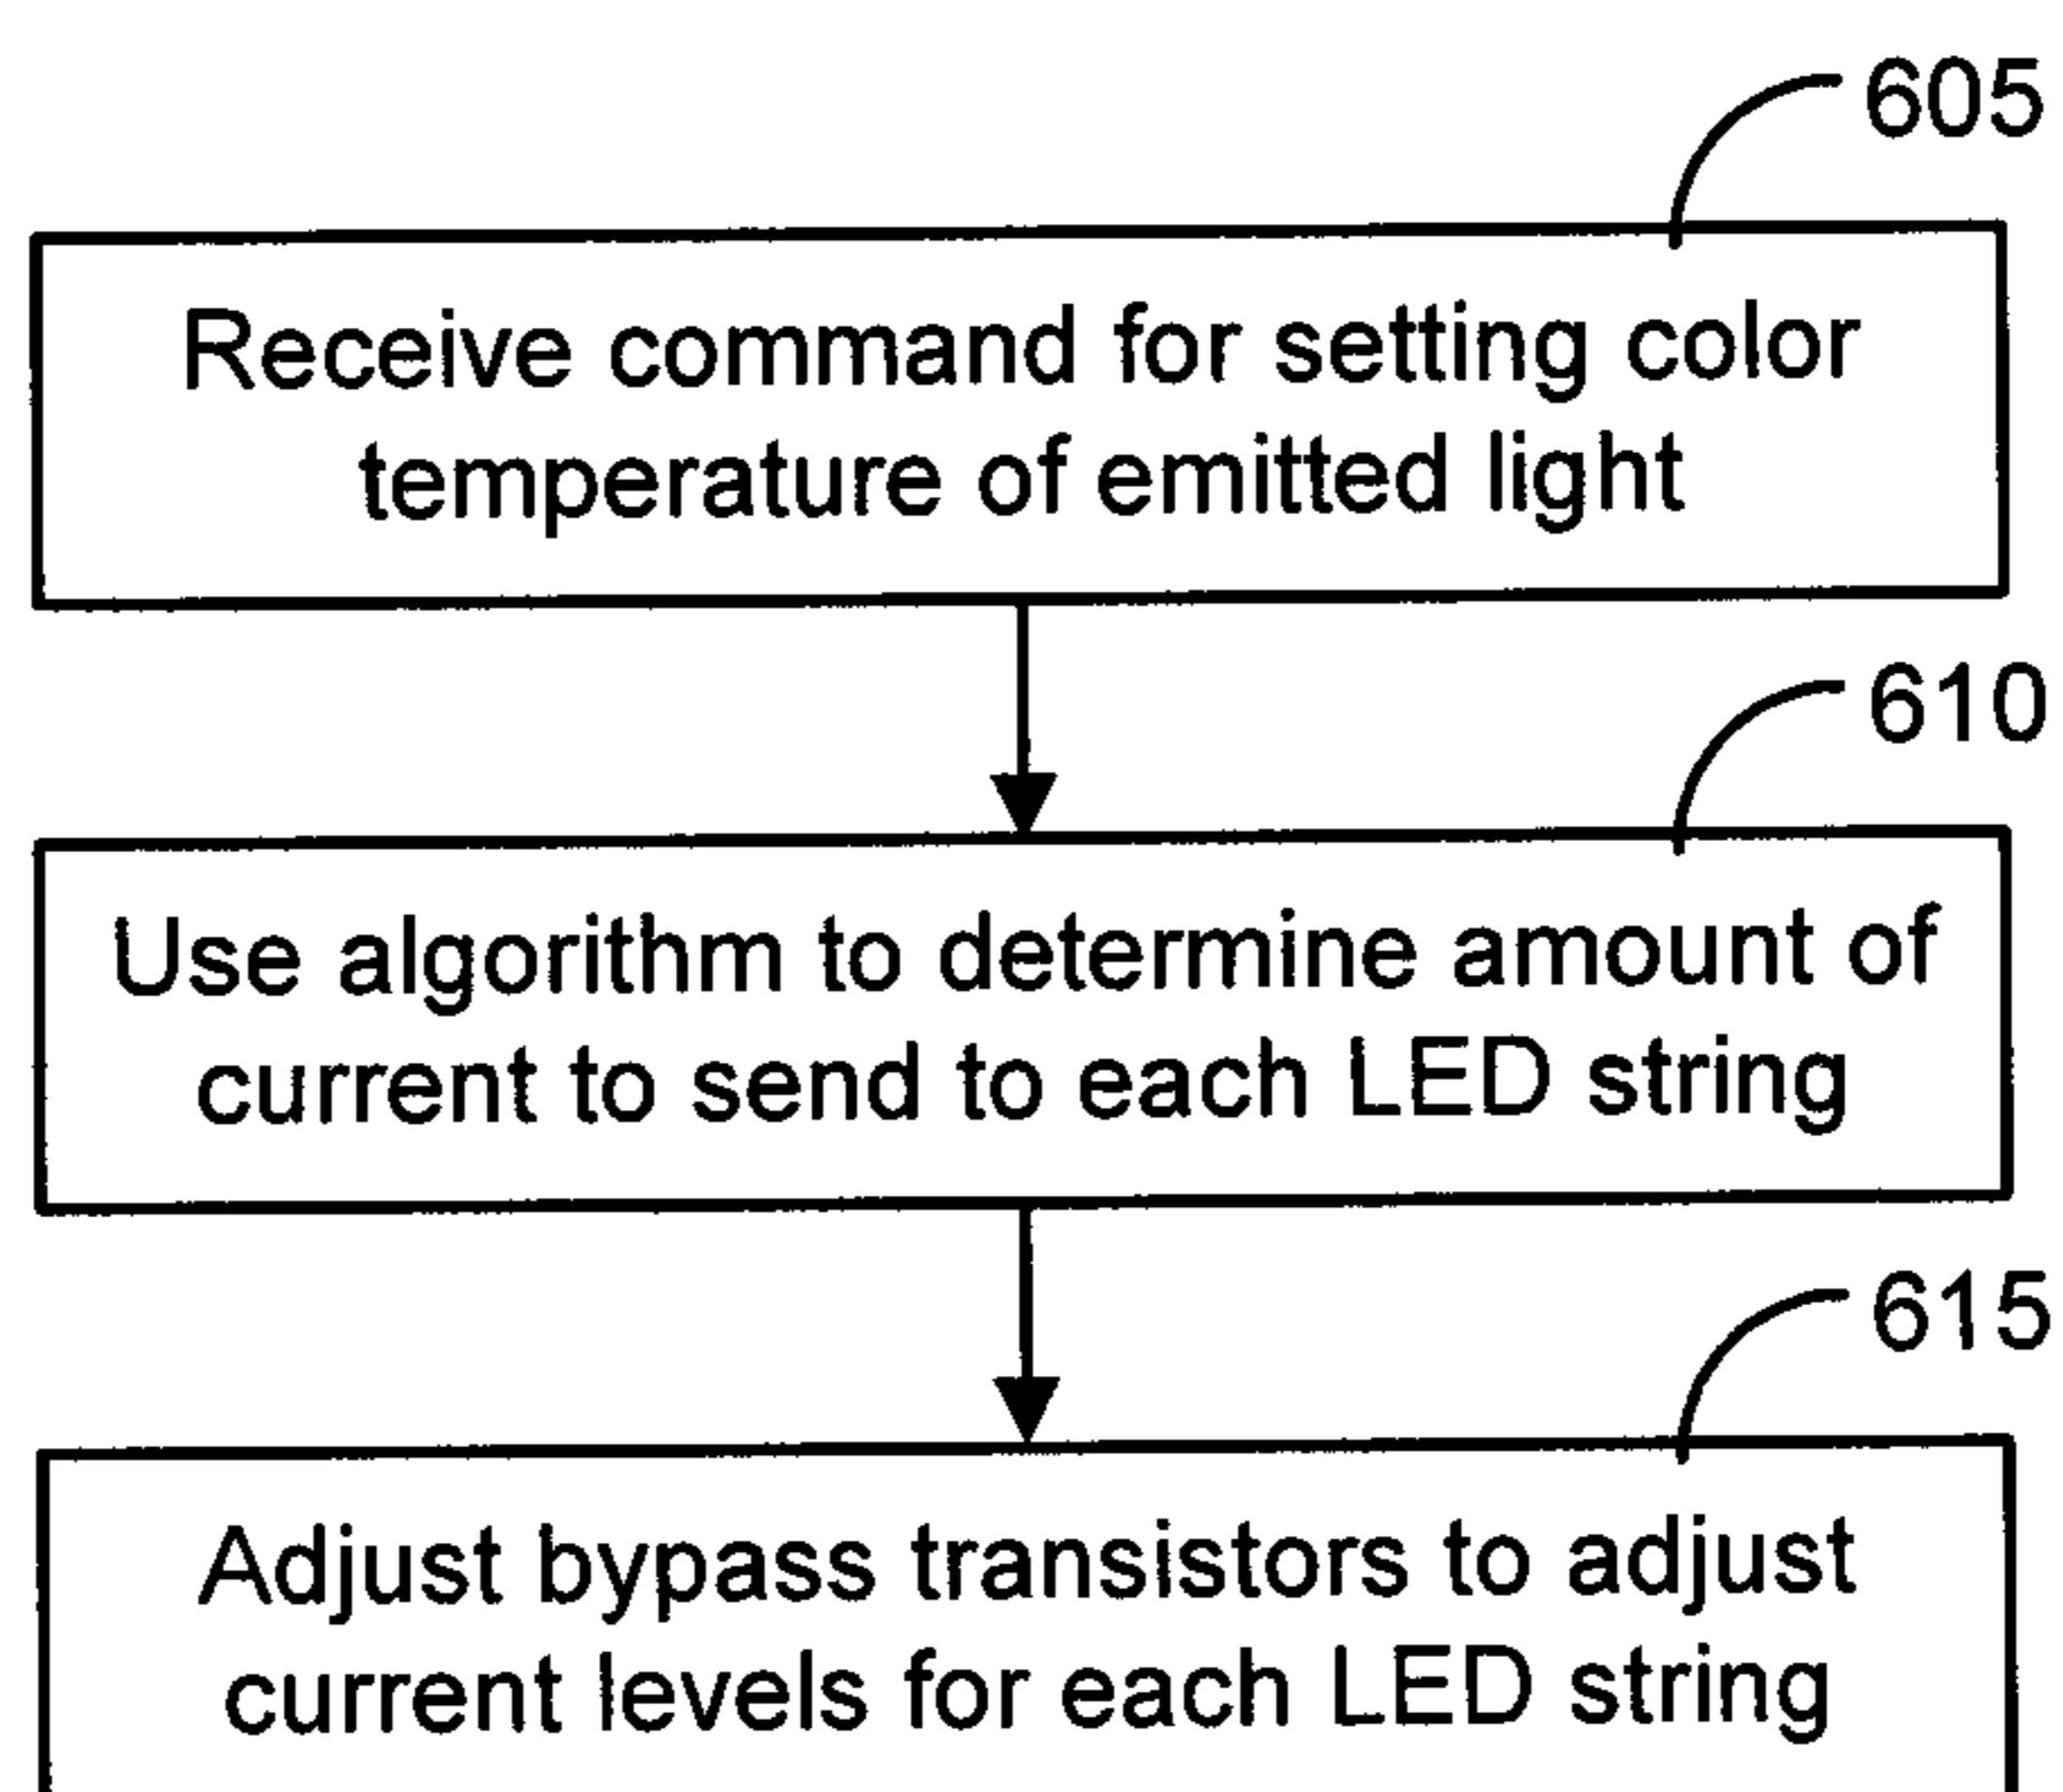 605
Receive command for setting color
temperature of emitted light
610
Use algorithm to determine amount of
current to send to each LED string
615
Adjust bypass transistors to adjust
current levels for each LED string